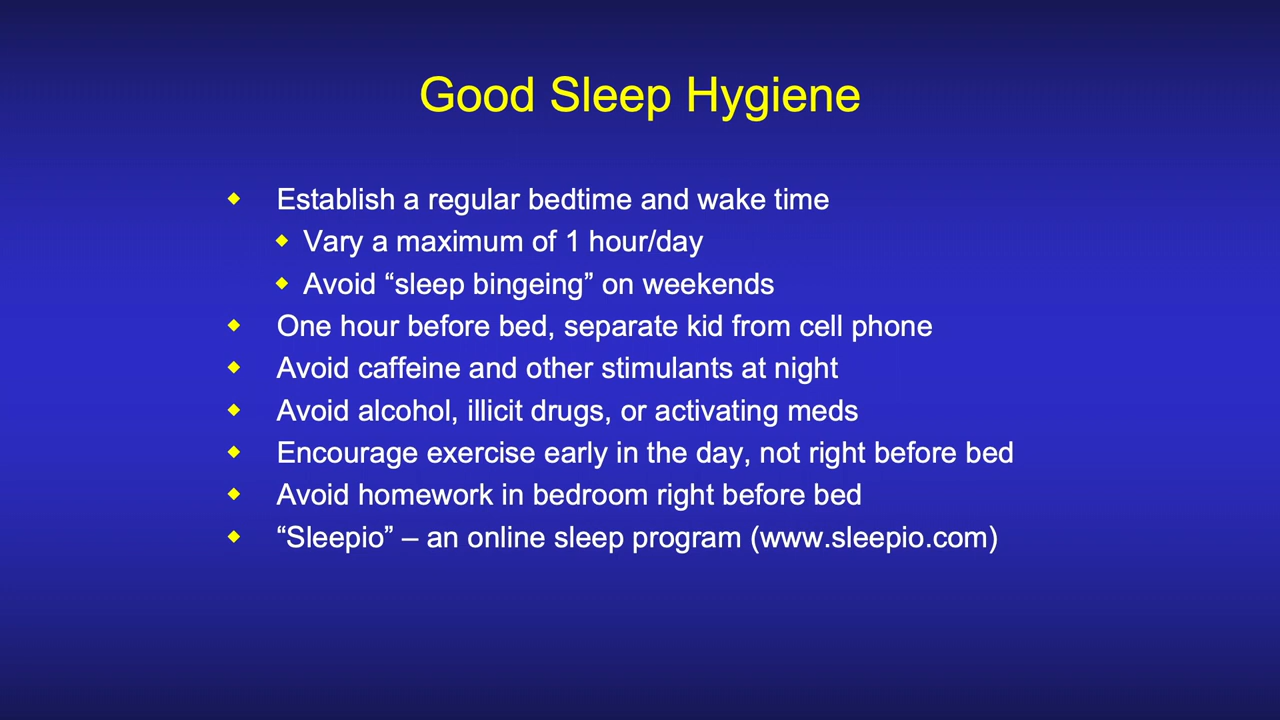 Good Sleep Hygiene
Establish a regular bedtime and wake time
Vary a maximum of 1 hour/day
Avoid “sleep bingeing” on weekends
One hour before bed, separate kid from cell phone
Avoid caffeine and other stimulants at night
Avoid alcohol, illicit drugs, or activating meds
Encourage exercise early in the day, not right before bed
Avoid homework in bedroom right before bed
“Sleepio” – an online sleep program (www.sleepio.com)